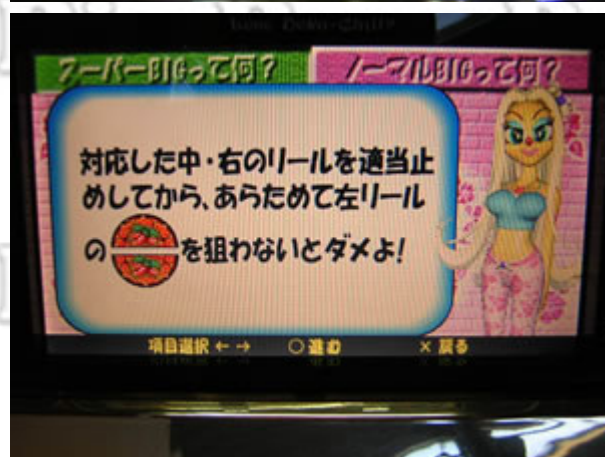 スーパーBIGって何?
ノーマルBIGって何?
対応した中・右のリールを適当止
めしてから、あらためて左リール
の を狙わないとダメよ!
項目選択 ← → ○ 進む × 戻る